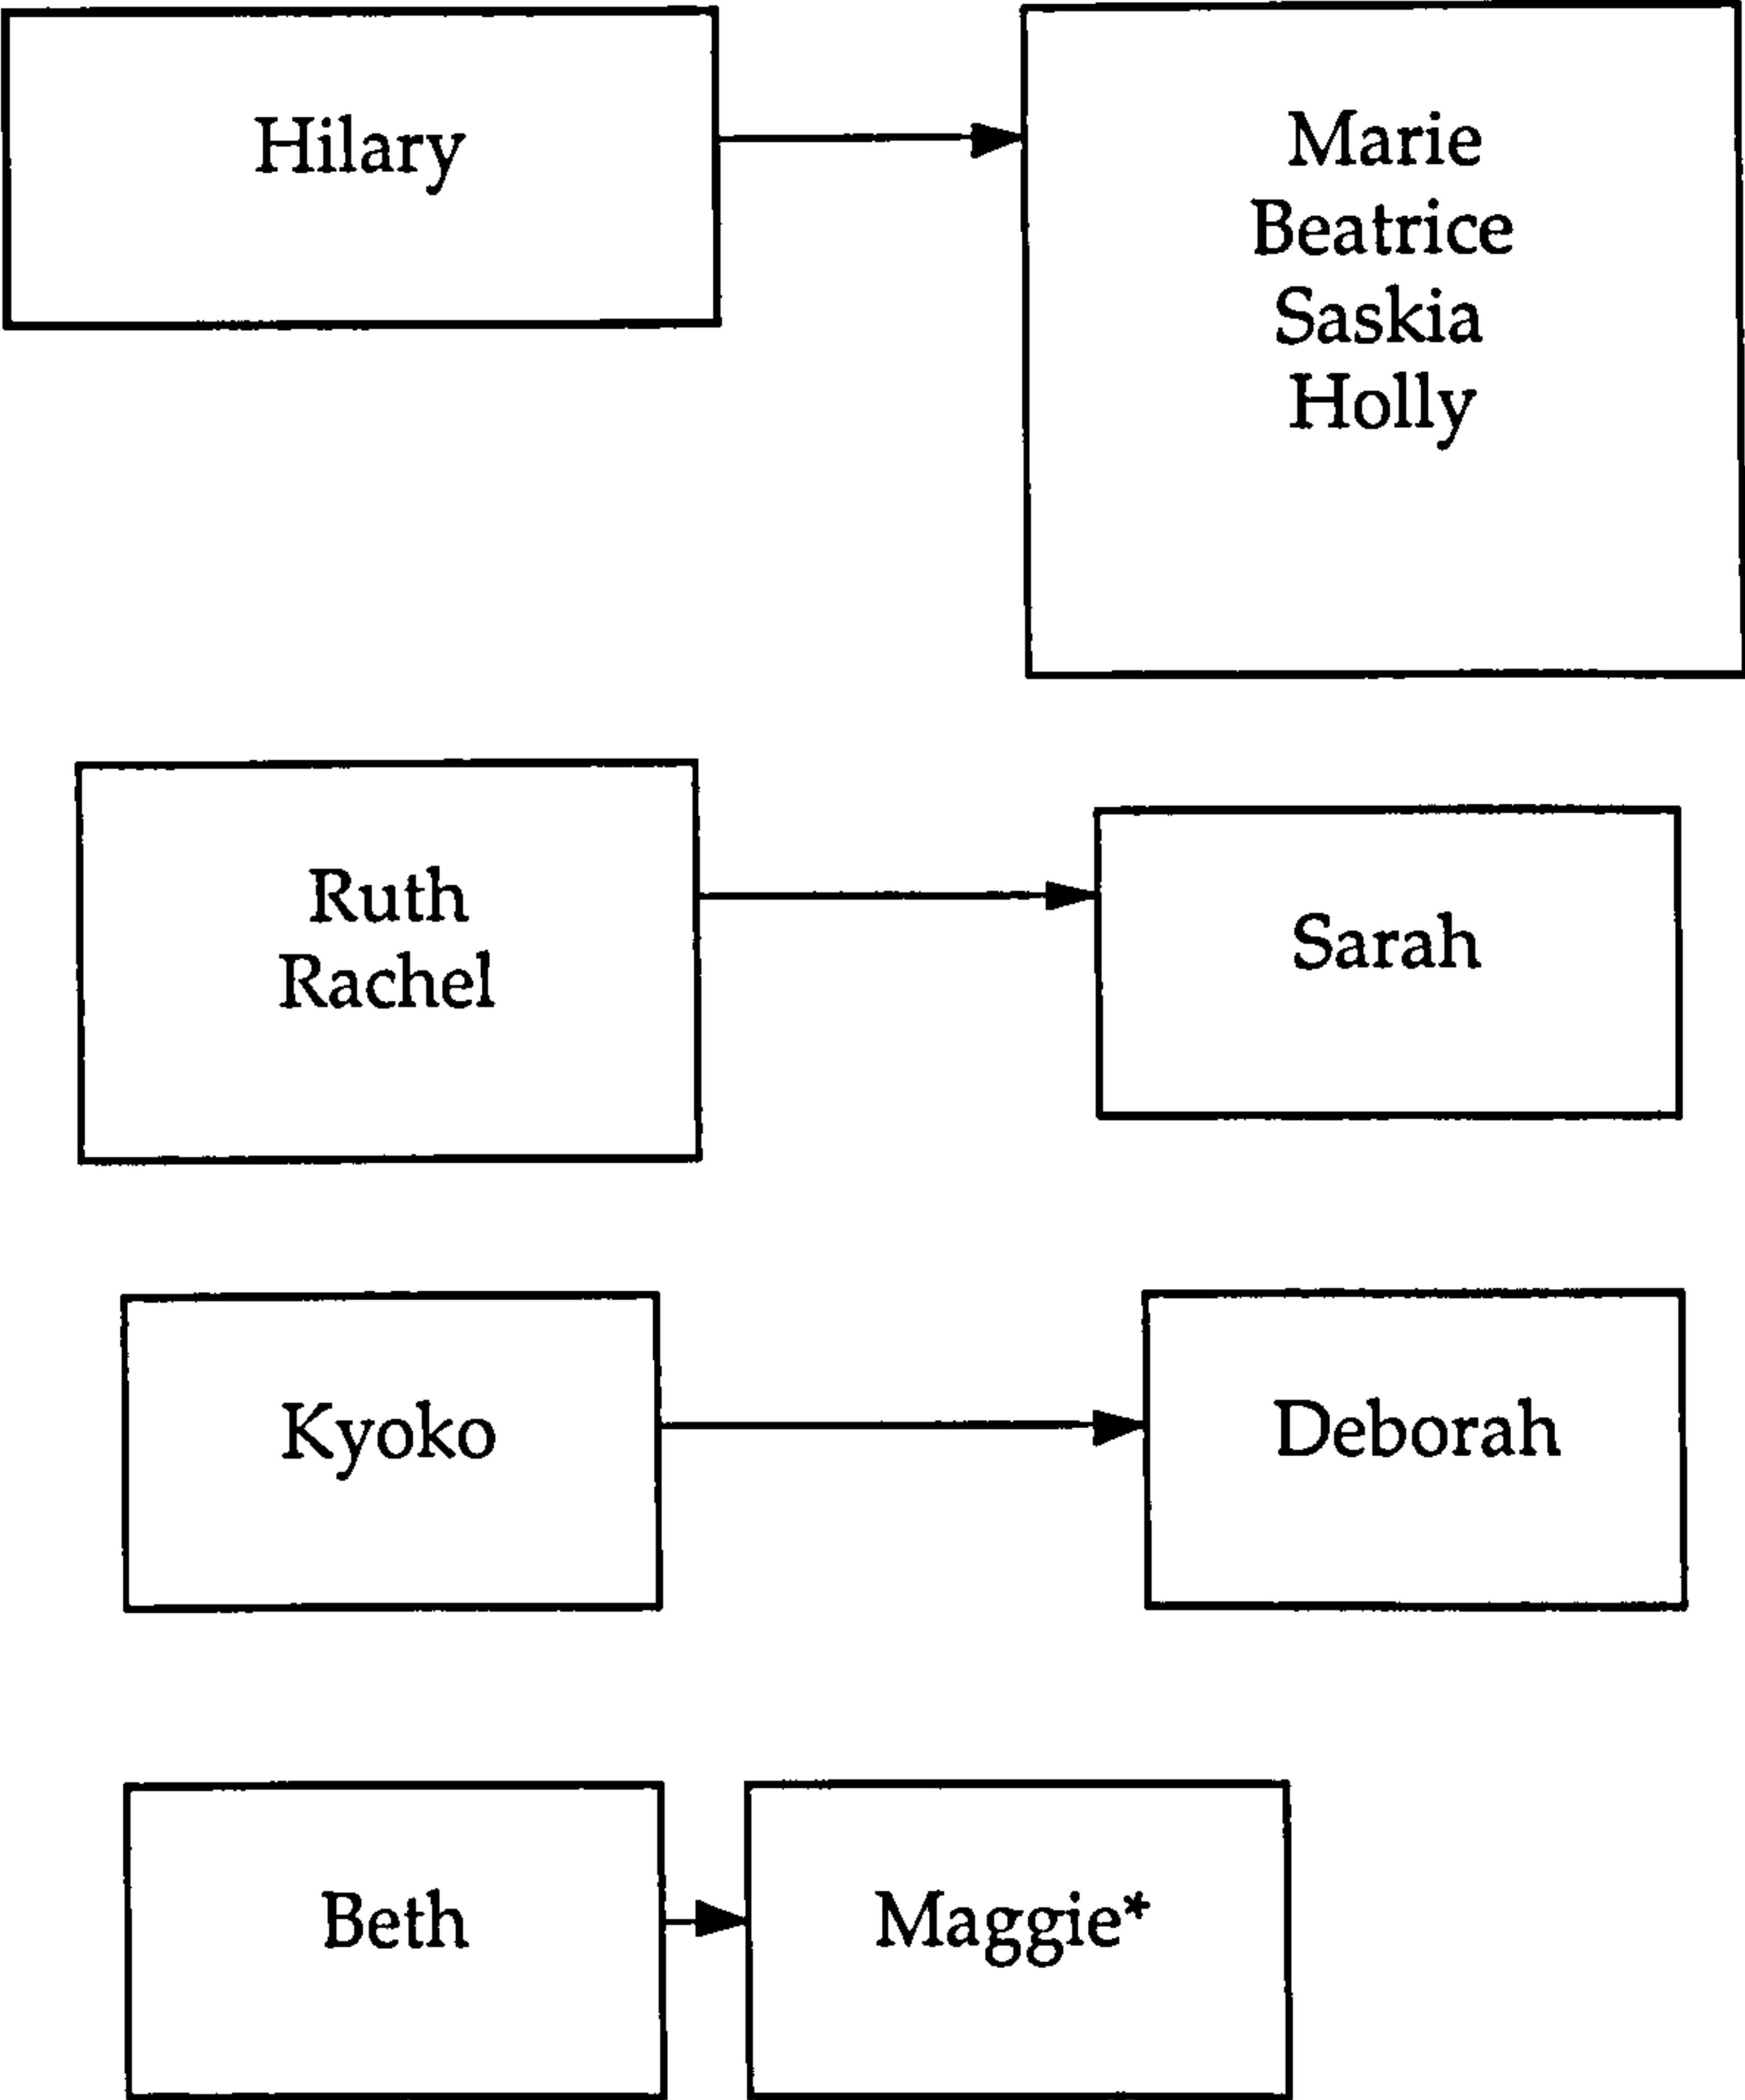 Hilary
Marie
Beatrice
Saskia
Holly
Ruth
Rachel
Sarah
Kyoko
Deborah
Beth
Maggie*